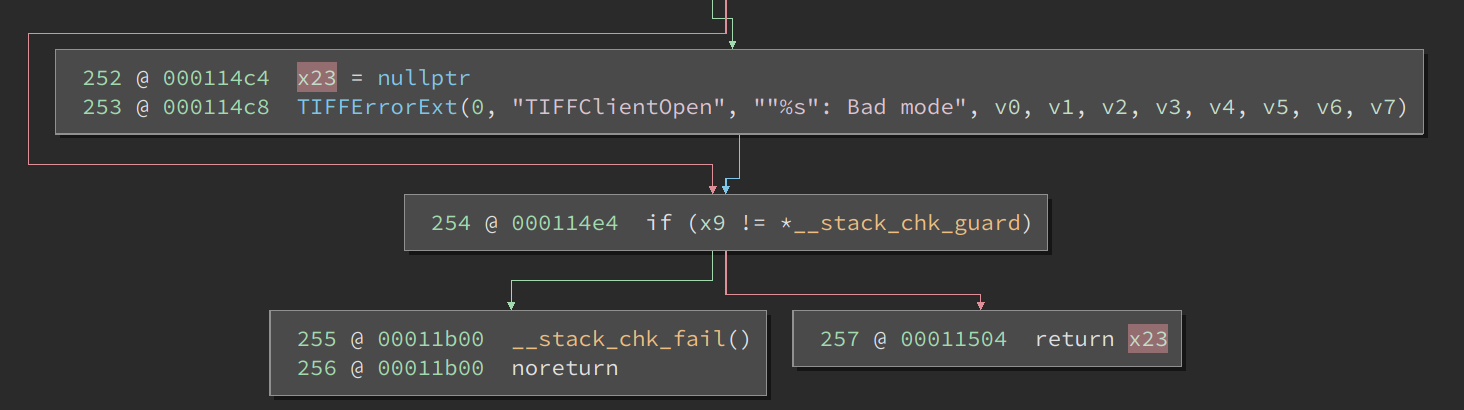 252 @ 000114c4  x23 = nullptr
253 @ 000114c8  TIFFErrorExt(0, "TIFFClientOpen", ""%s": Bad mode", v0, v1, v2, v3, v4, v5, v6, v7)
254 @ 000114e4  if (x9 != *__stack_chk_guard)
255 @ 00011b00  __stack_chk_fail()
256 @ 00011b00  noreturn
257 @ 00011504  return x23